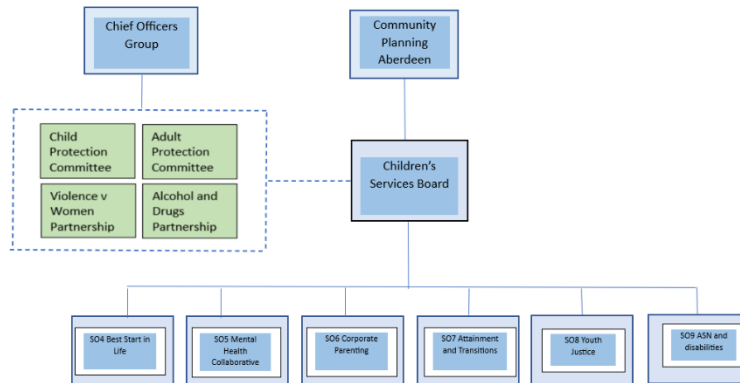 Chief Officers
Group
Community
Planning
Aberdeen
Child
Protection
Committee
Adult
Protection
Committee
Violence v
Women
Partnership
Alcohol and
Drugs
Partnership
Children's
Services Board
SO4 Best Start in
Life
SO5 Mental
Health
Collaborative
SO6 Corporate
Parenting
SO7 Attainment
and Transitions
SO8 Youth
Justice
SO9 ASN and
disabilities